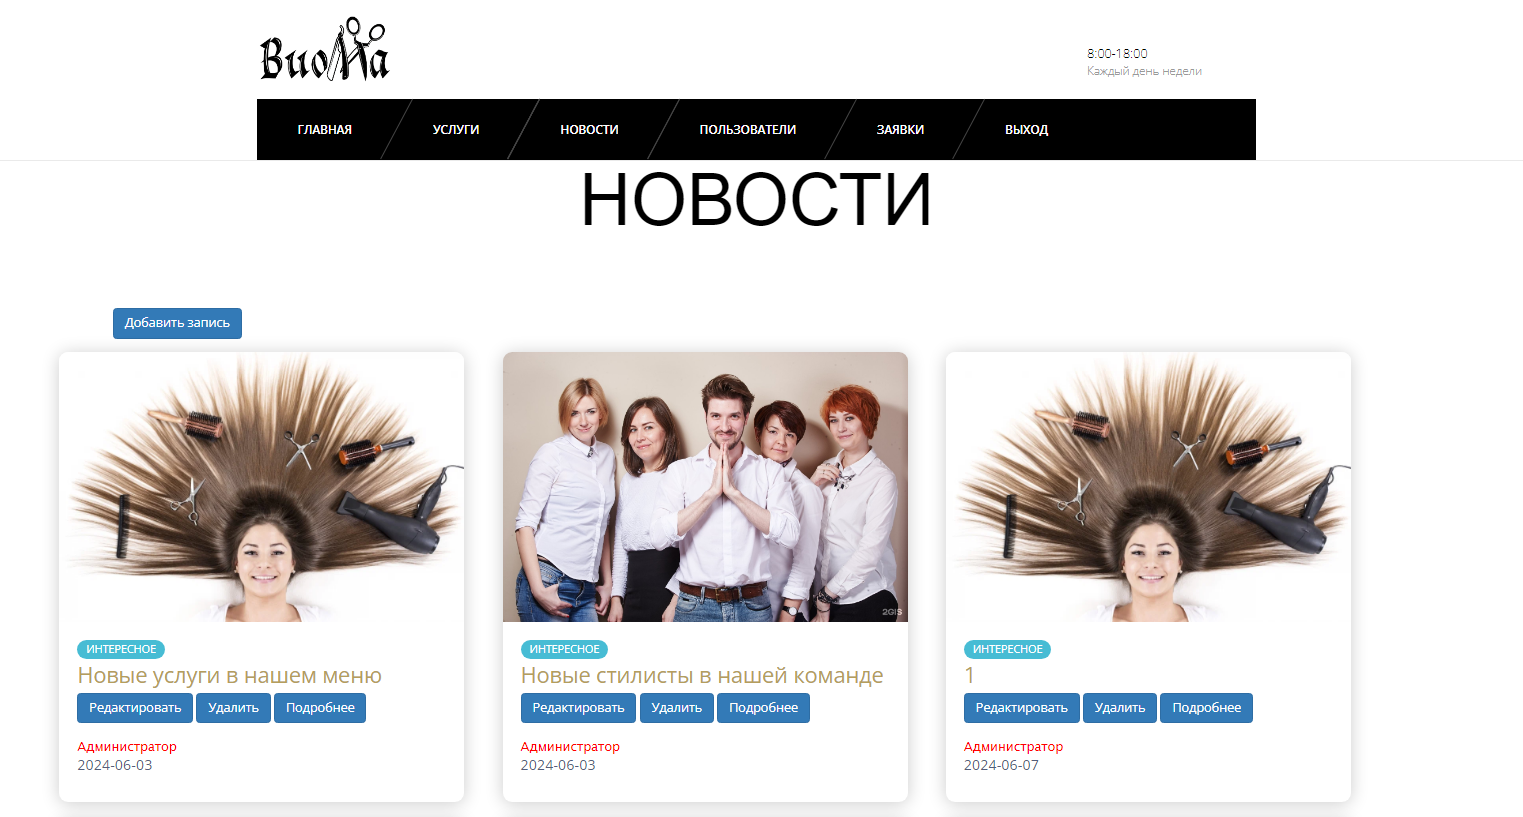 ВиоЛа
8:00-18:00
Каждый день недели
ГЛАВНАЯ УСЛУГИ НОВОСТИ ПОЛЬЗОВАТЕЛИ ЗАЯВКИ ВЫХОД
НОВОСТИ
Добавить запись
2GIS
ИНТЕРЕСНОЕ
Новые услуги в нашем меню
Редактировать Удалить Подробнее
Администратор
2024-06-03
ИНТЕРЕСНОЕ
Новые стилисты в нашей команде
Редактировать Удалить Подробнее
Администратор
2024-06-03
ИНТЕРЕСНОЕ
1
Редактировать Удалить Подробнее
Администратор
2024-06-07